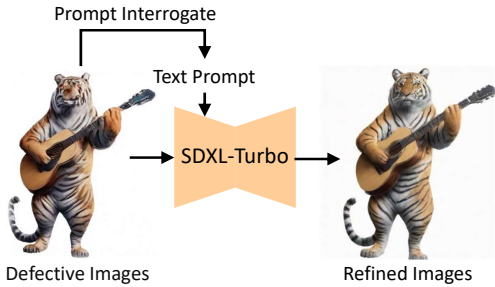 Prompt Interrogate
Text Prompt
SDXL-Turbo
Defective Images
Refined Images